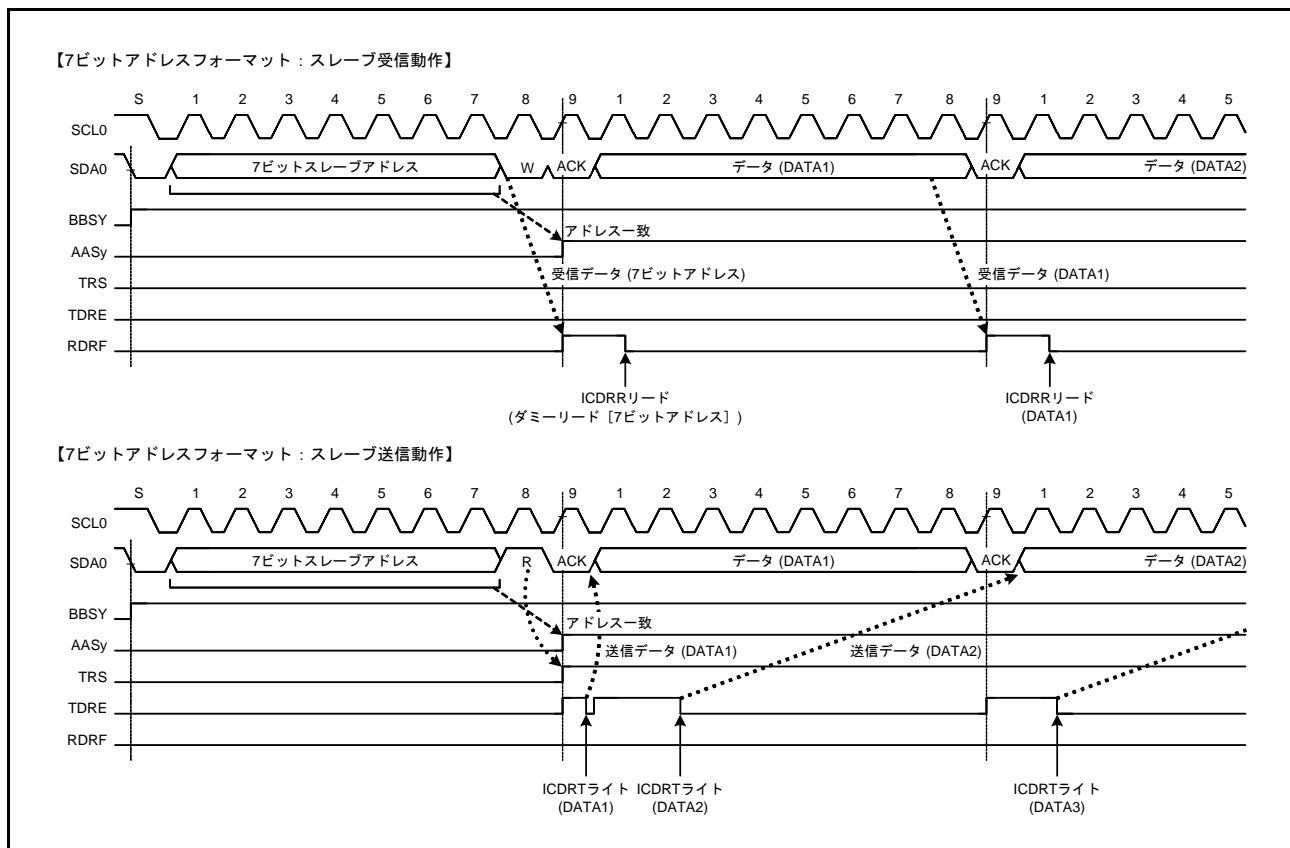 【7ビットアドレスフォーマット：スレーブ受信動作】
S 1 2 3 4 5 6 7 8 9 1 2 3 4 5 6 7 8 9 1 2 3 4 5
SCL0
SDA0 7ビットスレーブアドレス W ACK データ (DATA1) ACK データ (DATA2)
BBSY
アドレス一致
AASy
受信データ (7ビットアドレス) 受信データ (DATA1)
TRS
TDRE
RDRF
ICDRRリード ICDRRリード
(ダミーリード［7ビットアドレス］) (DATA1)
【7ビットアドレスフォーマット：スレーブ送信動作】
S 1 2 3 4 5 6 7 8 9 1 2 3 4 5 6 7 8 9 1 2 3 4 5
SCL0
SDA0 7ビットスレーブアドレス R ACK データ (DATA1) ACK データ (DATA2)
BBSY
アドレス一致
AASy
送信データ (DATA1) 送信データ (DATA2)
TRS
TDRE
RDRF
ICDRTライト ICDRTライト ICDRTライト
(DATA1) (DATA2) (DATA3)